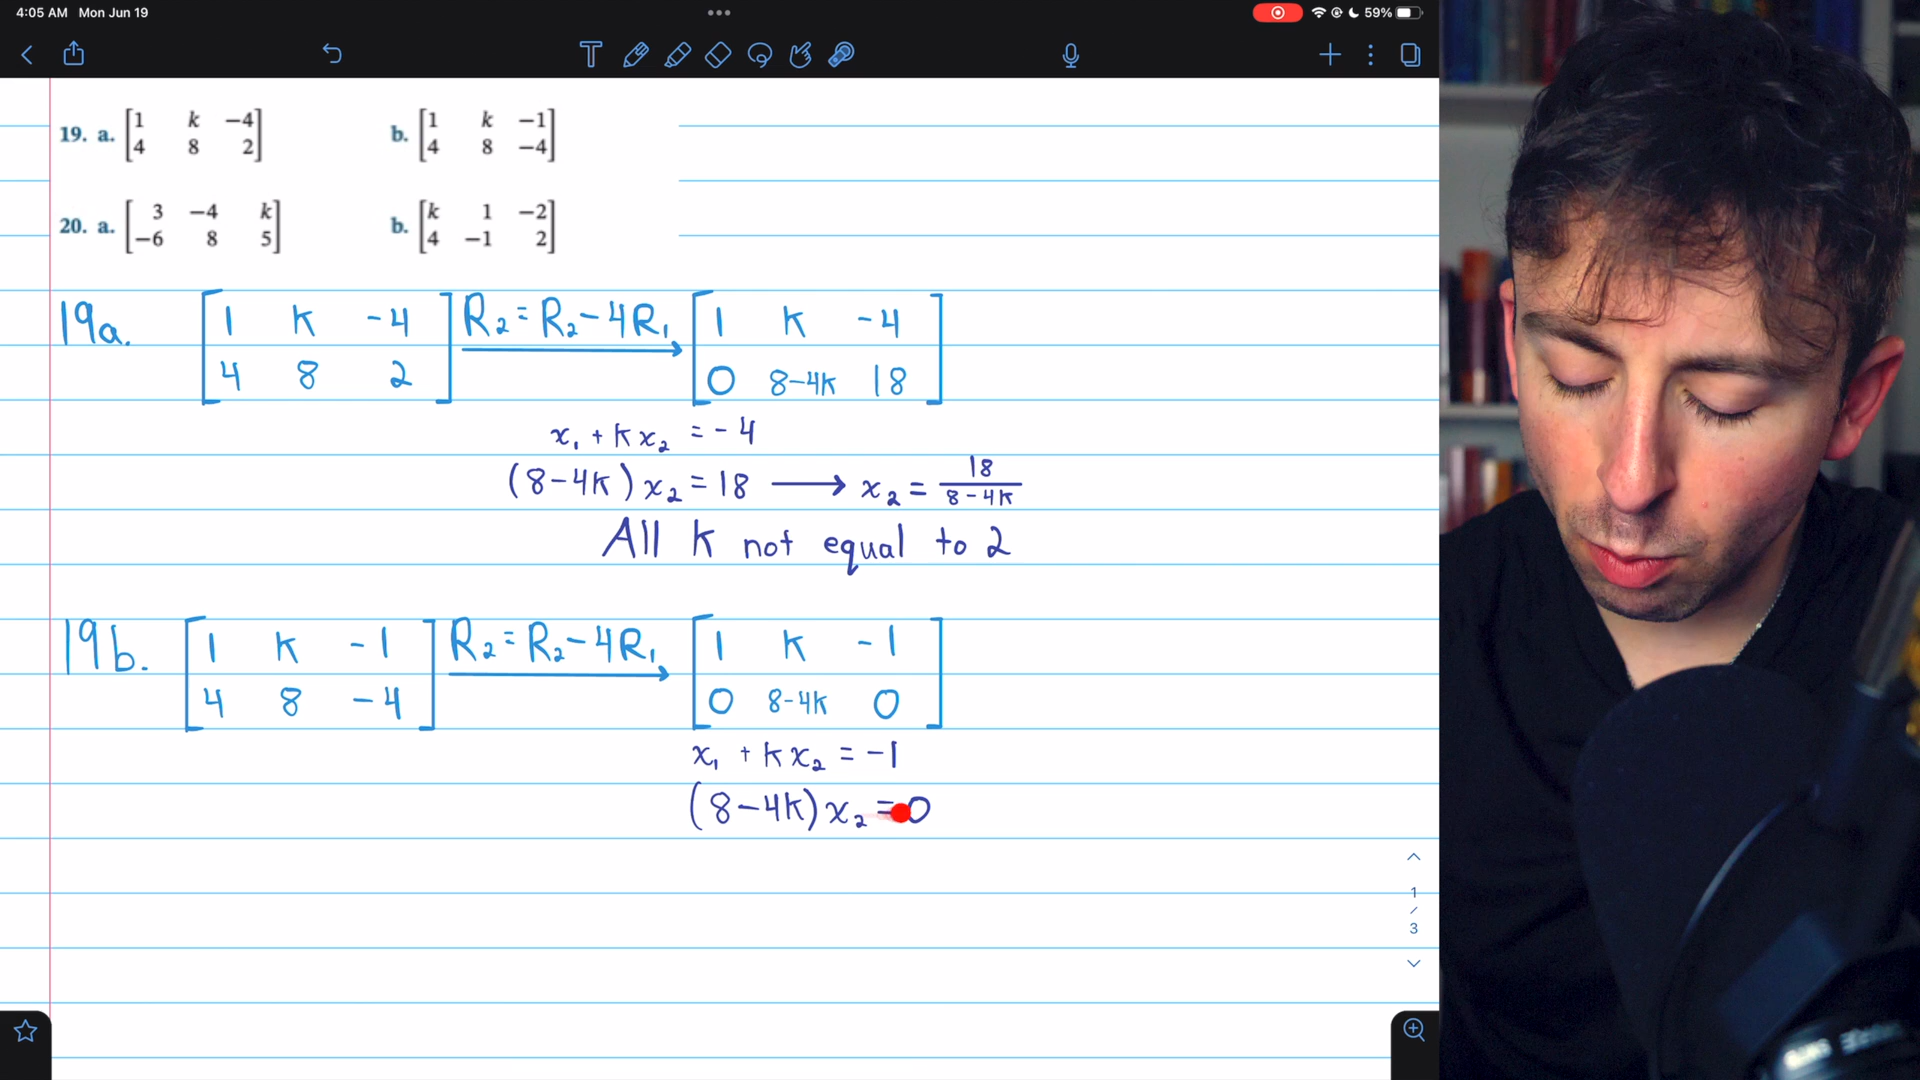 4:05 AM Mon Jun 19
59%
19. a. [1 k −4] b. [1 k −1]
[4 8 2] [4 8 −4]
20. a. [3 −4 k] b. [k 1 −2]
[−6 8 5] [4 −1 2]
19a. [1 k -4] R₂=R₂-4R₁ [1 k -4]
[4 8 2] → [0 8-4k 18]
x₁ + kx₂ = -4
(8-4k)x₂ = 18 → x₂ = 18/(8-4k)
All k not equal to 2
19b. [1 k -1] R₂=R₂-4R₁ [1 k -1]
[4 8 -4] → [0 8-4k 0]
x₁ + kx₂ = -1
(8-4k)x₂ = 0
1
/
3